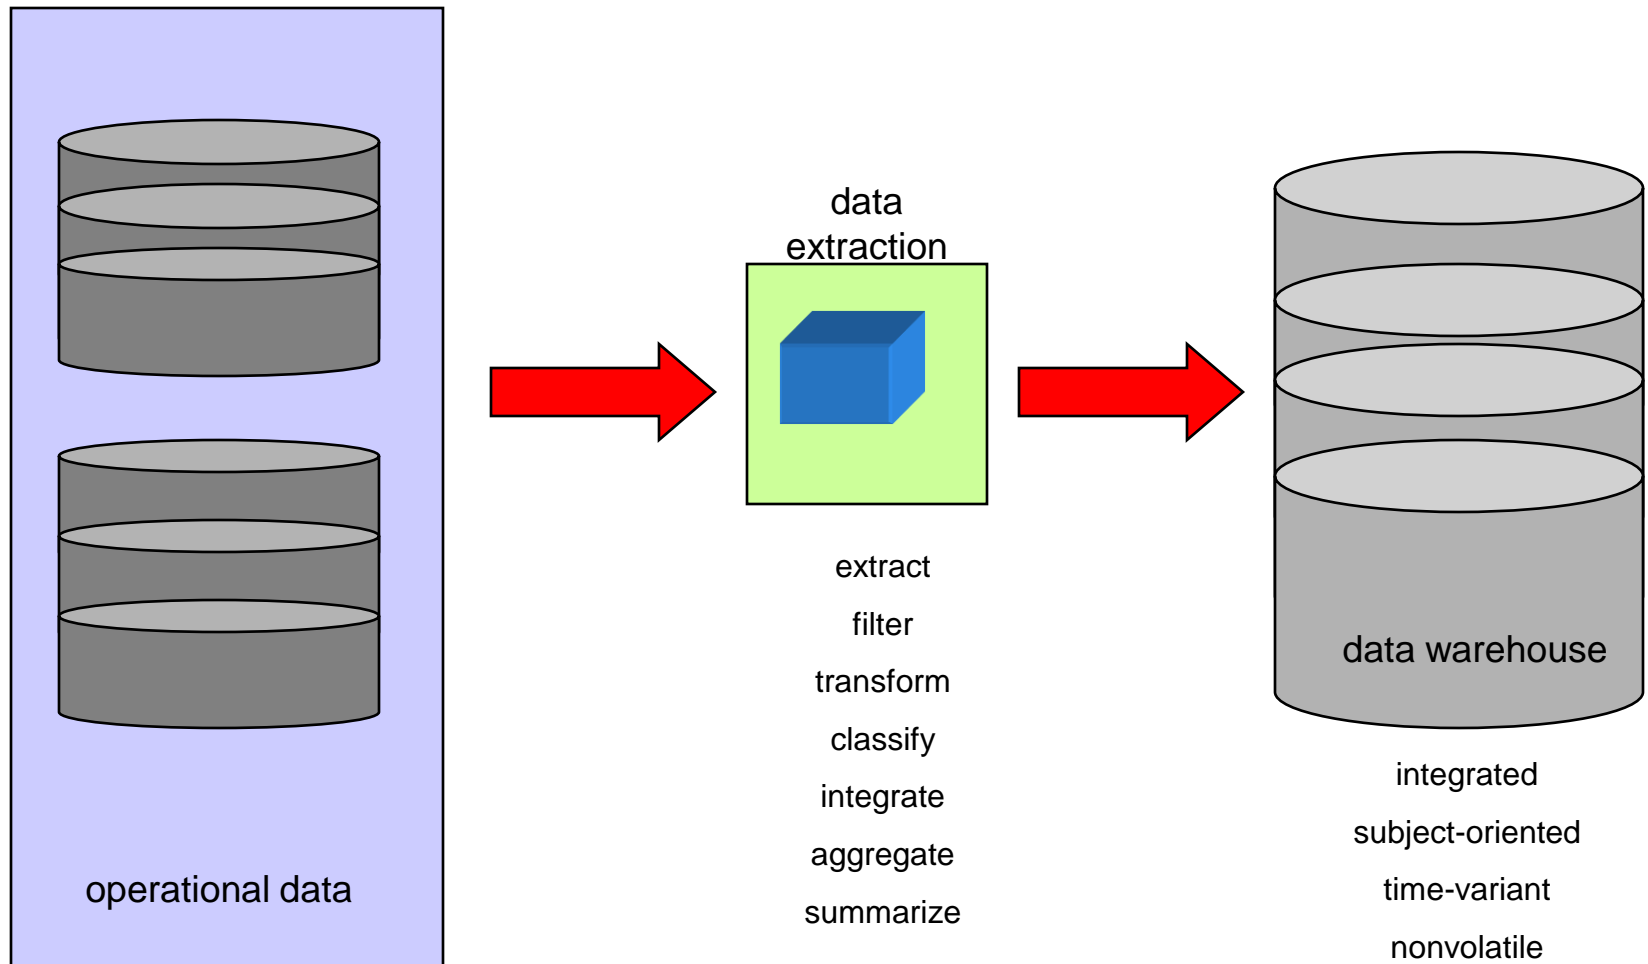 operational data
data
extraction
extract
filter
transform
classify
integrate
aggregate
summarize
data warehouse
integrated
subject-oriented
time-variant
nonvolatile